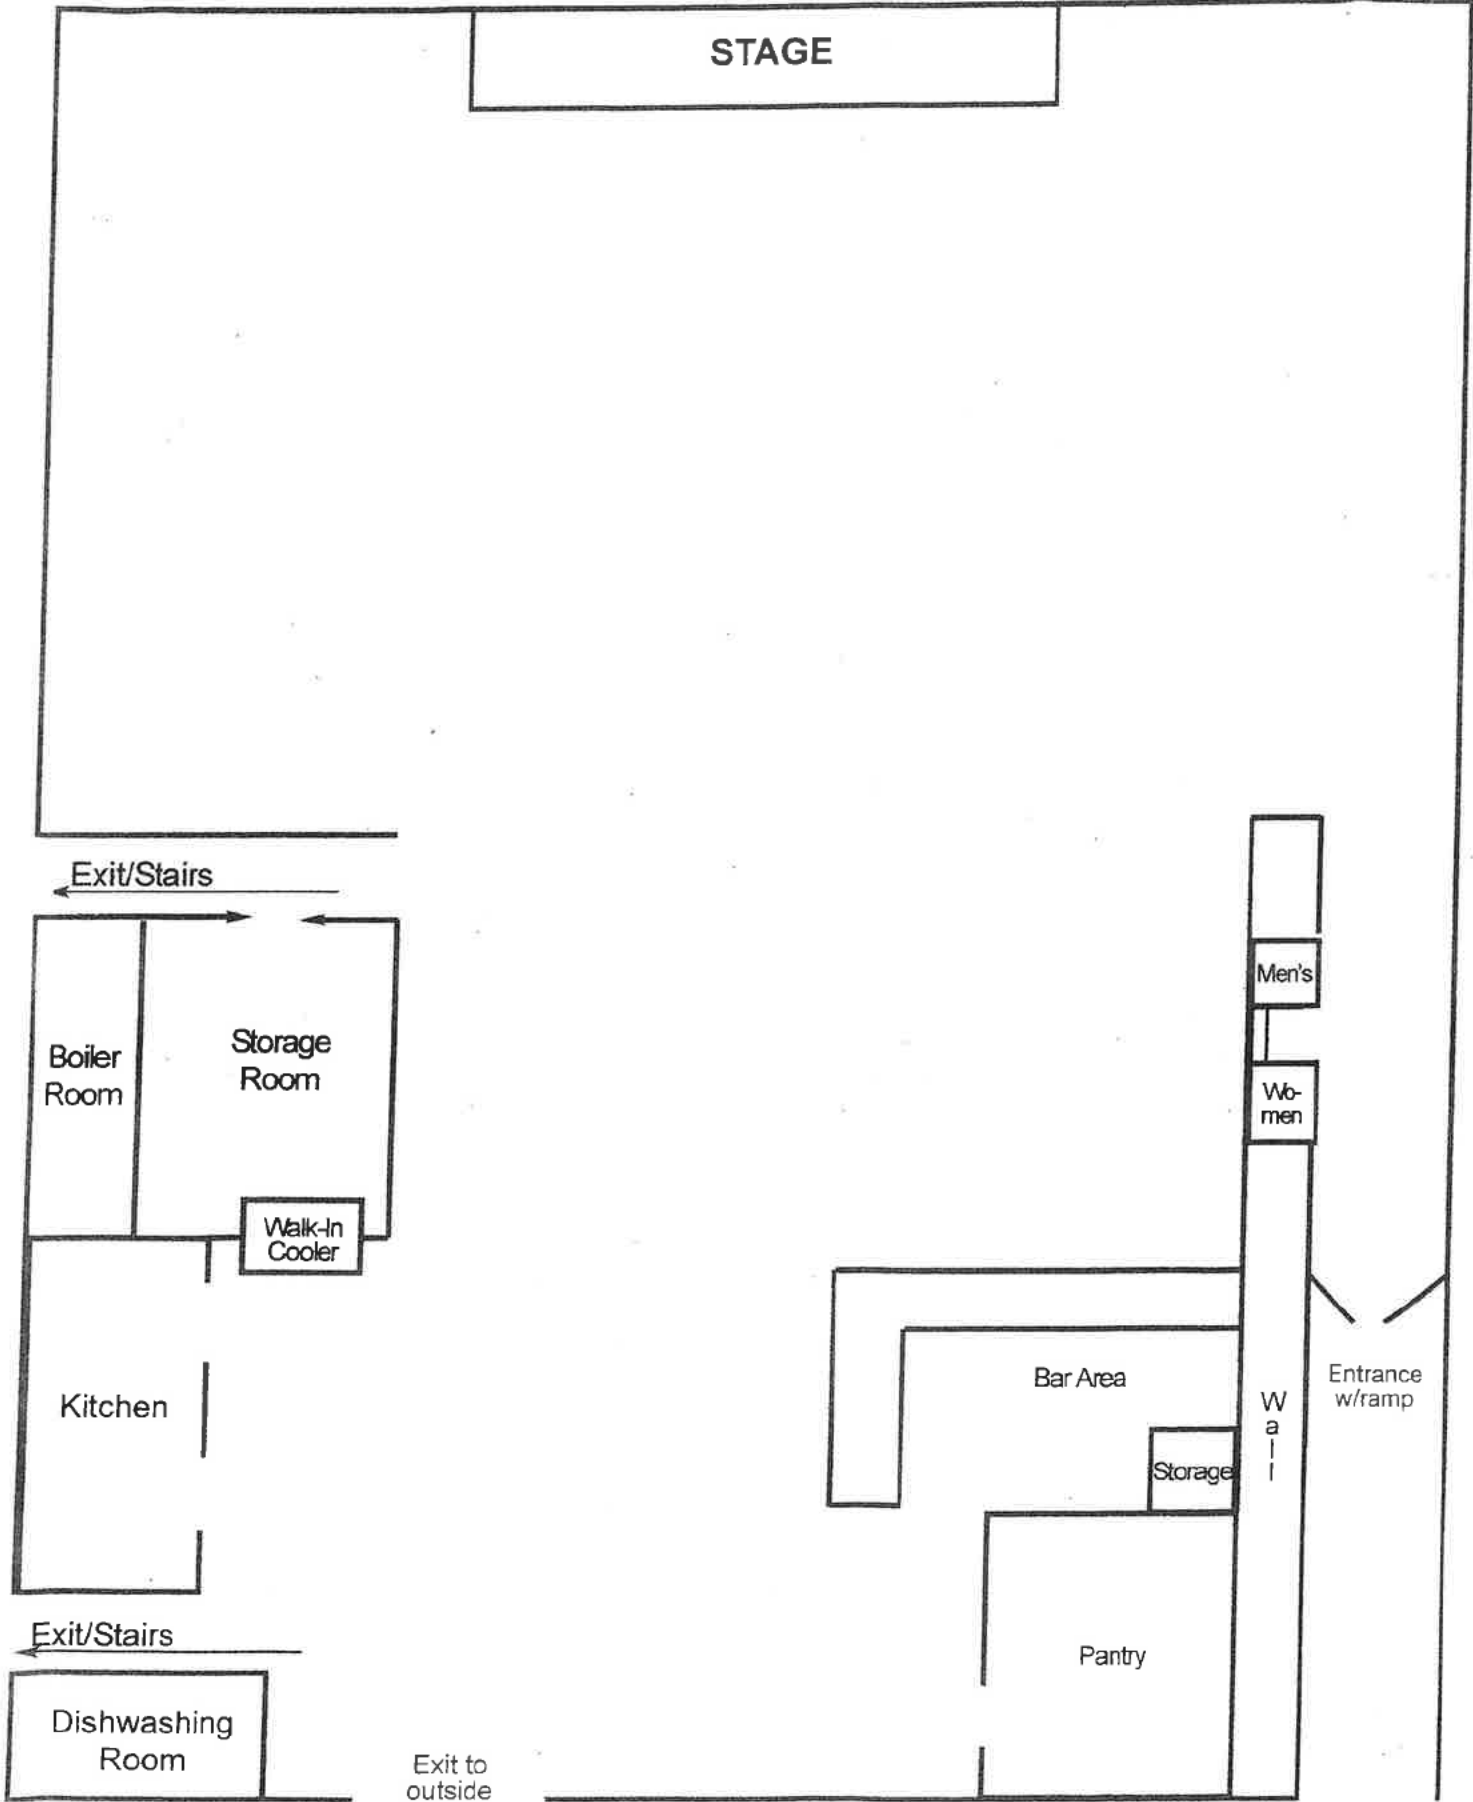 STAGE
Exit/Stairs
Men's
Boiler
Room
Storage
Room
Wo-
men
Walk-In
Cooler
Kitchen
Bar Area
Entrance
w/ramp
W
a
l
l
Storage
Exit/Stairs
Pantry
Dishwashing
Room
Exit to
outside